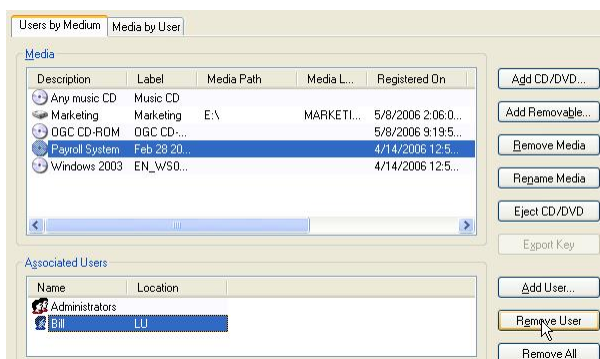 Users by Medium Media by User
Media
Description Label Media Path Media L... Registered On
Any music CD Music CD
Marketing Marketing E:\ MARKETI... 5/8/2006 2:06:0...
OGC CD-ROM OGC CD-... 5/8/2006 9:19:5...
Payroll System Feb 28 20... 4/14/2006 12:5...
Windows 2003 EN_WS0... 4/14/2006 12:5...
Add CD/DVD...
Add Removable...
Remove Media
Rename Media
Eject CD/DVD
Export Key
Associated Users
Name Location
Administrators
Bill LU
Add User...
Remove User
Remove All